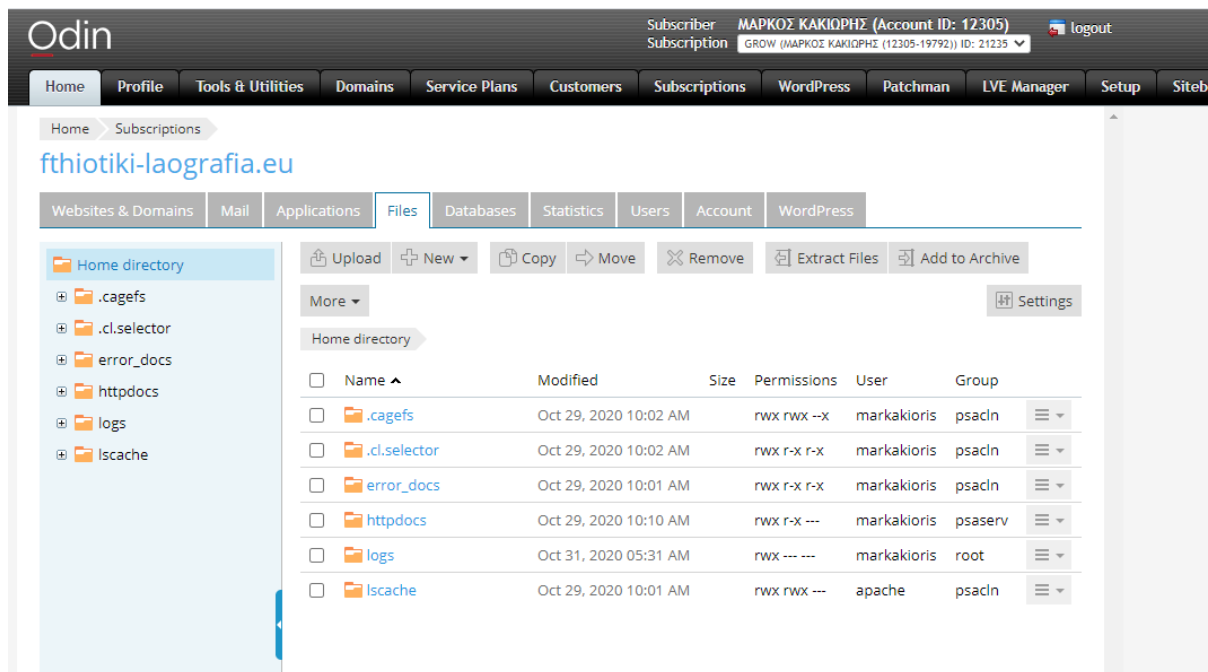 Odin
Subscriber ΜΑΡΚΟΣ ΚΑΚΙΩΡΗΣ (Account ID: 12305) logout
Subscription GROW (ΜΑΡΚΟΣ ΚΑΚΙΩΡΗΣ (12305-19792)) ID: 21235
Home Profile Tools & Utilities Domains Service Plans Customers Subscriptions WordPress Patchman LVE Manager Setup Siteb
Home Subscriptions
fthiotiki-laografia.eu
Websites & Domains Mail Applications Files Databases Statistics Users Account WordPress
Home directory
.cagefs
.cl.selector
error_docs
httpdocs
logs
lscache
Upload New Copy Move Remove Extract Files Add to Archive
More Settings
Home directory
Name Modified Size Permissions User Group
.cagefs Oct 29, 2020 10:02 AM rwx rwx --x markakioris psacln
.cl.selector Oct 29, 2020 10:02 AM rwx r-x r-x markakioris psacln
error_docs Oct 29, 2020 10:01 AM rwx r-x r-x markakioris psacln
httpdocs Oct 29, 2020 10:10 AM rwx r-x --- markakioris psaserv
logs Oct 31, 2020 05:31 AM rwx --- --- markakioris root
lscache Oct 29, 2020 10:01 AM rwx rwx --- apache psacln